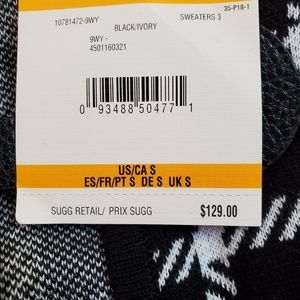 35-P18-1
10781472-9WY SWEATERS 3
BLACK/IVORY
9WY -
4501160321
0 93488 50477 1
US/CA S
ES/FR/PT S DE S UK S
SUGG RETAIL/ PRIX SUGG $129.00